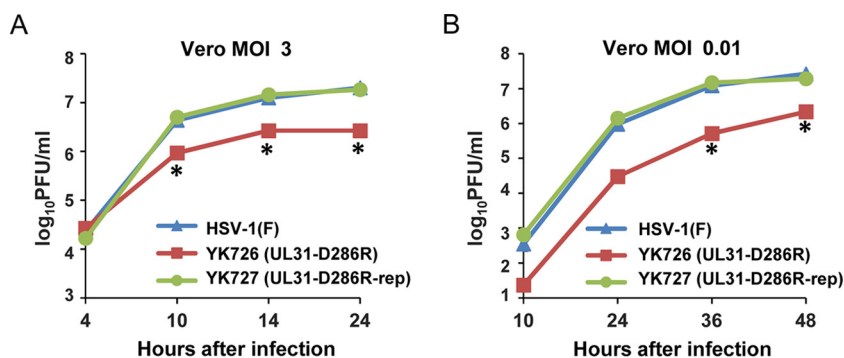 A
Vero MOI 3
log10PFU/ml
8
7
6
5
4
3
4 10 14 24
Hours after infection
* * *
HSV-1(F)
YK726 (UL31-D286R)
YK727 (UL31-D286R-rep)
B
Vero MOI 0.01
log10PFU/ml
8
7
6
5
4
3
2
1
10 24 36 48
Hours after infection
* *
HSV-1(F)
YK726 (UL31-D286R)
YK727 (UL31-D286R-rep)